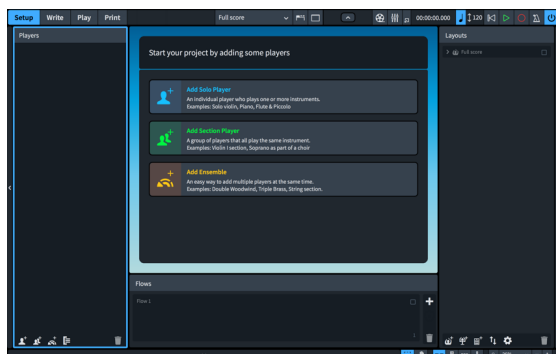 Setup Write Play Print Full score 00:00:00.000 120
Players
Layouts
Full score
Start your project by adding some players
Add Solo Player
An individual player who plays one or more instruments.
Examples: Solo violin, Piano, Flute & Piccolo
Add Section Player
A group of players that all play the same instrument.
Examples: Violin I section, Soprano as part of a choir
Add Ensemble
An easy way to add multiple players at the same time.
Examples: Double Woodwind, Triple Brass, String section.
Flows
Flow 1
1